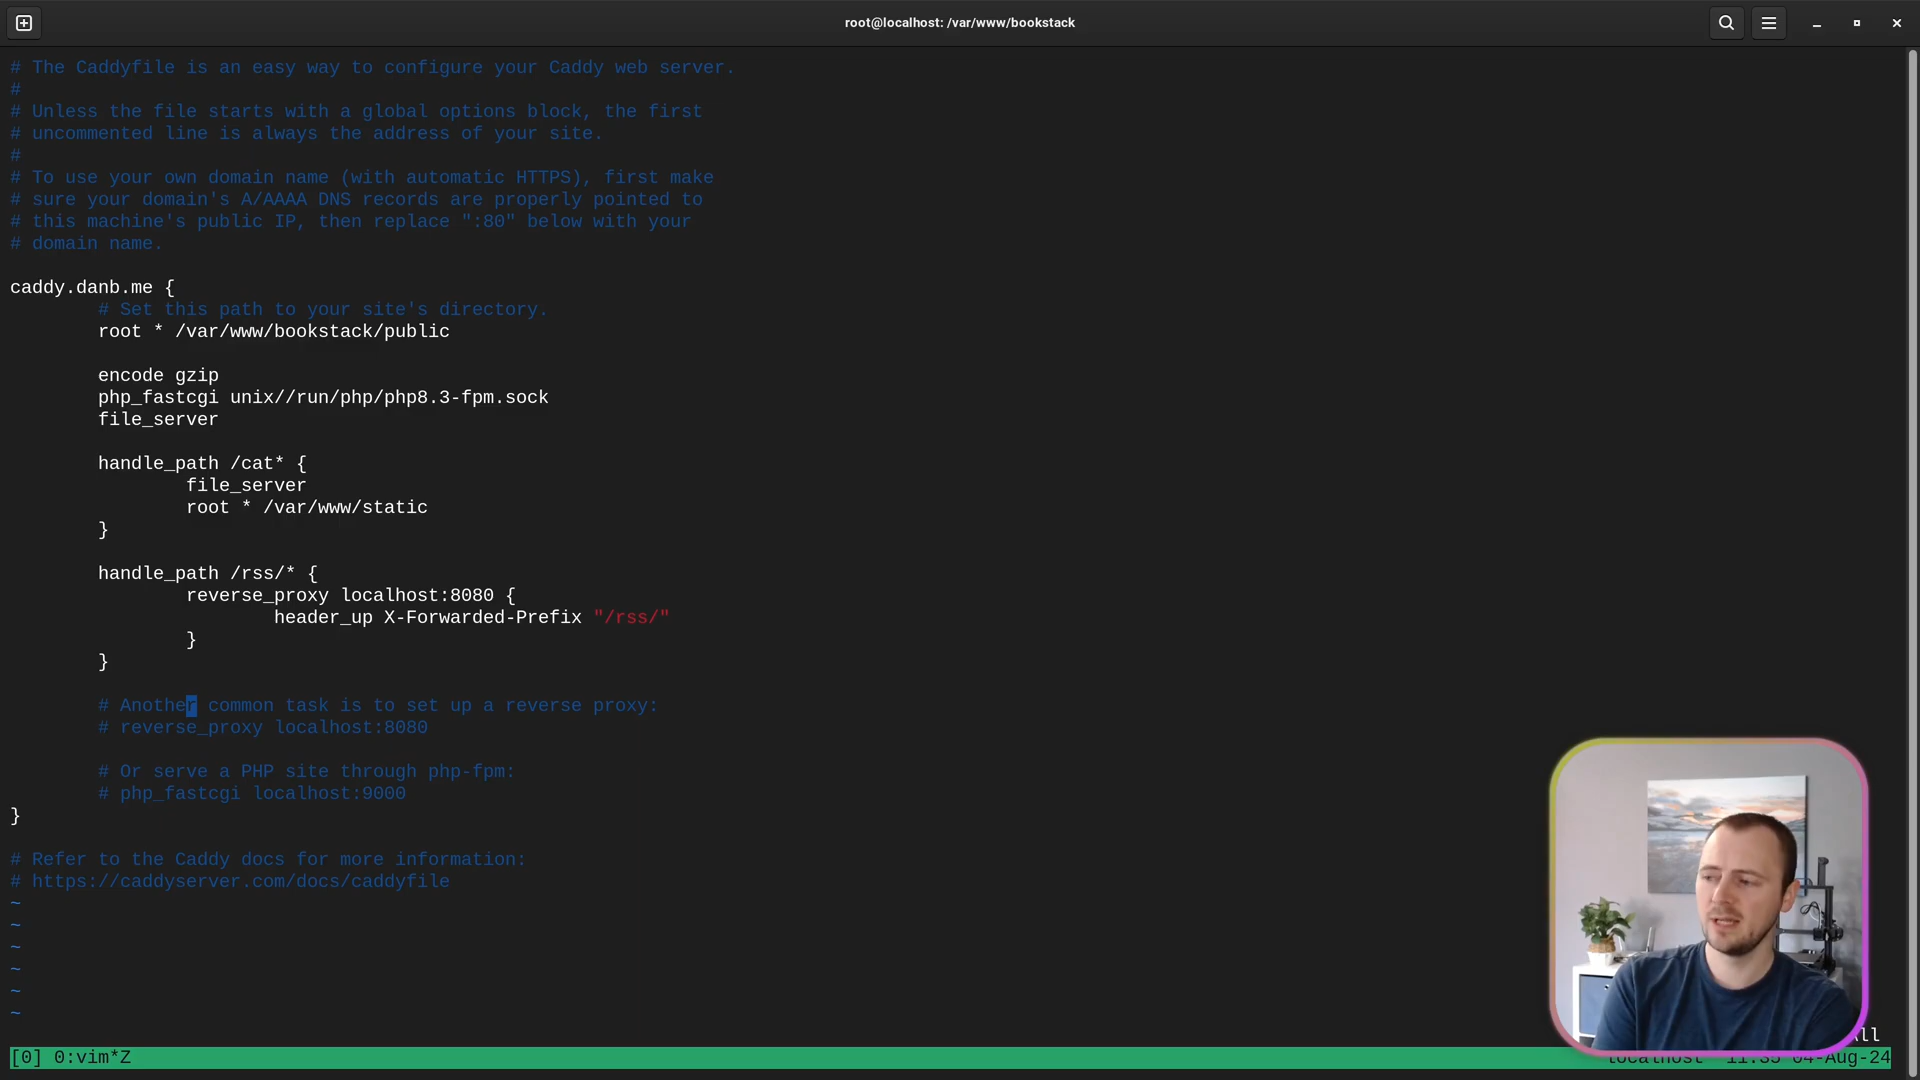 root@localhost: /var/www/bookstack
# The Caddyfile is an easy way to configure your Caddy web server.
#
# Unless the file starts with a global options block, the first
# uncommented line is always the address of your site.
#
# To use your own domain name (with automatic HTTPS), first make
# sure your domain's A/AAAA DNS records are properly pointed to
# this machine's public IP, then replace ":80" below with your
# domain name.
caddy.danb.me {
# Set this path to your site's directory.
root * /var/www/bookstack/public
encode gzip
php_fastcgi unix//run/php/php8.3-fpm.sock
file_server
handle_path /cat* {
file_server
root * /var/www/static
}
handle_path /rss/* {
reverse_proxy localhost:8080 {
header_up X-Forwarded-Prefix "/rss/"
}
}
# Another common task is to set up a reverse proxy:
# reverse_proxy localhost:8080
# Or serve a PHP site through php-fpm:
# php_fastcgi localhost:9000
}
# Refer to the Caddy docs for more information:
# https://caddyserver.com/docs/caddyfile
~
~
~
~
~
~
[0] 0:vim*Z localhost 11:35 04-Aug-24